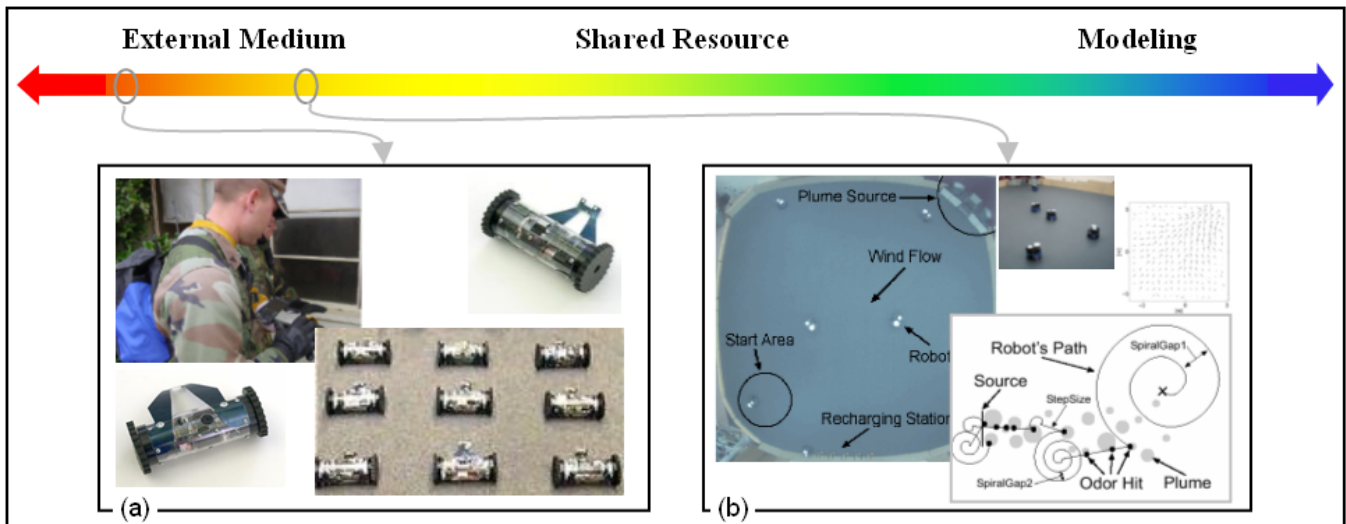 External Medium
Shared Resource
Modeling
(a)
Plume Source
Wind Flow
Start Area
Robot
Recharging Station
Robot's Path
SpiralGap1
Source
StepSize
SpiralGap2
Odor Hit
Plume
(b)